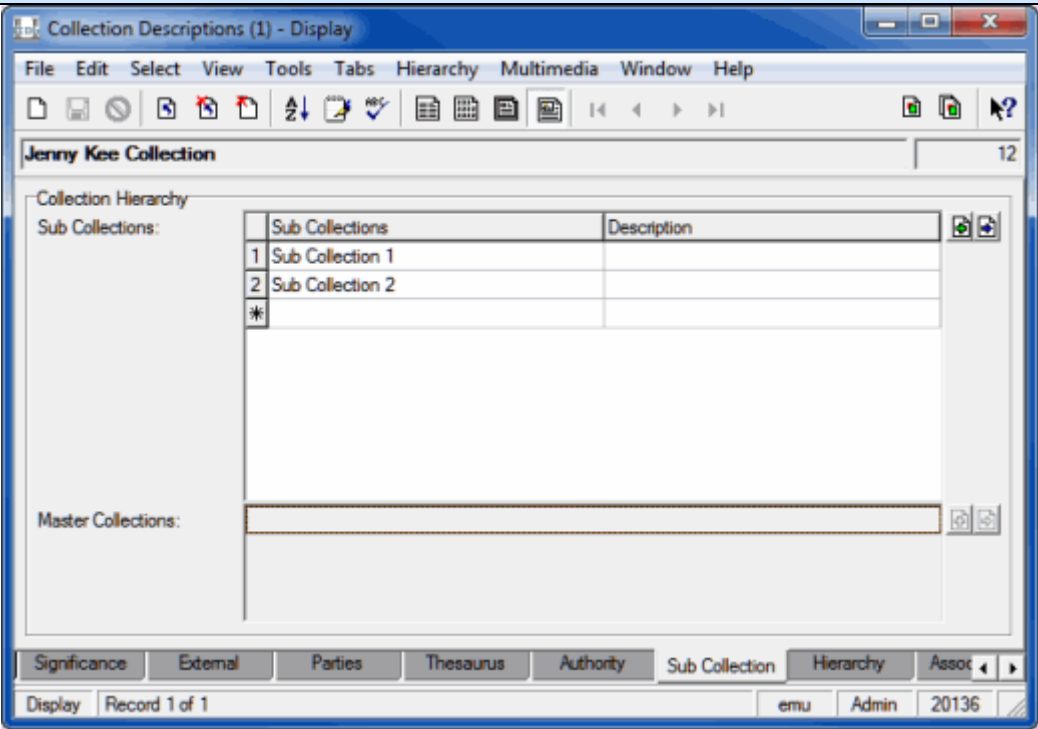 Collection Descriptions (1) - Display
File Edit Select View Tools Tabs Hierarchy Multimedia Window Help
Jenny Kee Collection 12
Collection Hierarchy
Sub Collections: Sub Collections Description
1 Sub Collection 1
2 Sub Collection 2
*
Master Collections:
Significance External Parties Thesaurus Authority Sub Collection Hierarchy Assoc
Display Record 1 of 1 emu Admin 20136